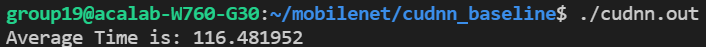 group19@acalab-W760-G30:~/mobilenet/cudnn_baseline$ ./cudnn.out
Average Time is: 116.481952